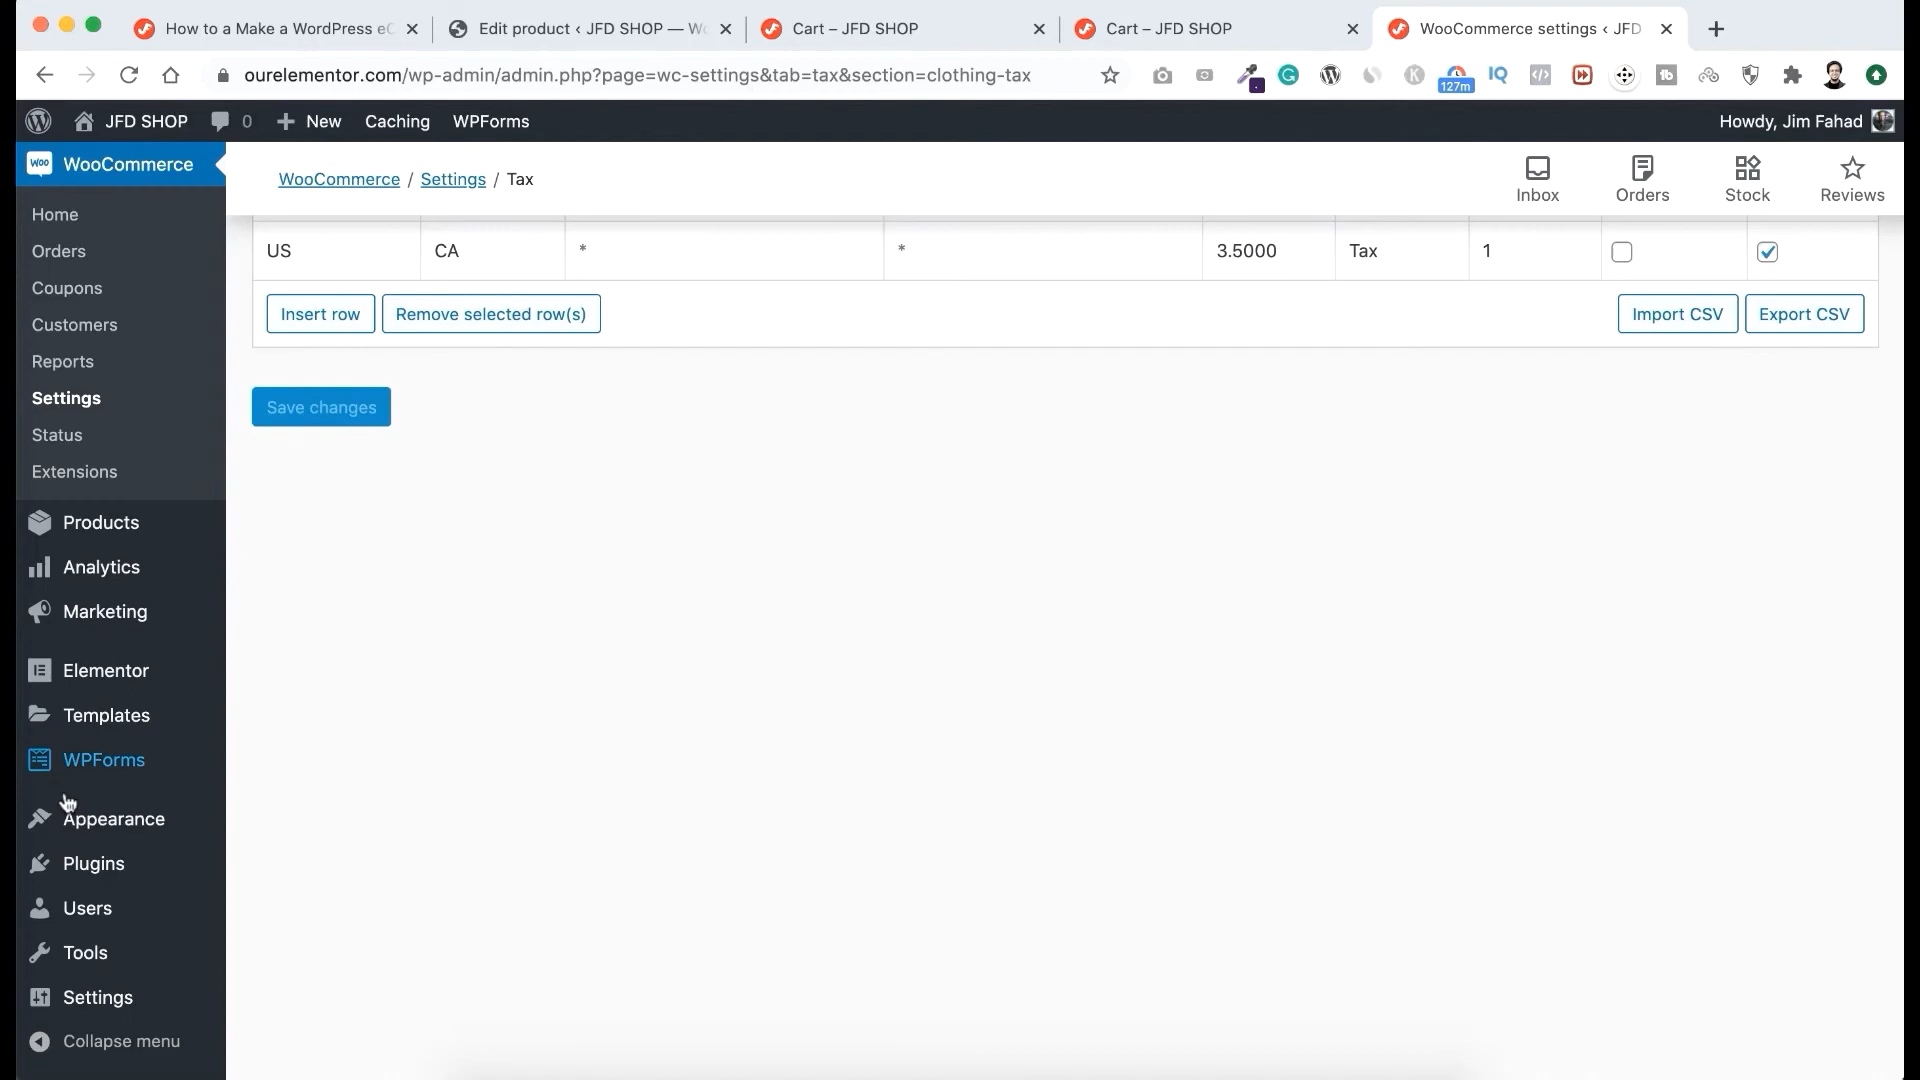 How to a Make a WordPress eC
Edit product ‹ JFD SHOP — Wo
Cart – JFD SHOP
Cart – JFD SHOP
WooCommerce settings ‹ JFD
ourelementor.com/wp-admin/admin.php?page=wc-settings&tab=tax&section=clothing-tax
127m
IQ
JFD SHOP
0
New
Caching
WPForms
Howdy, Jim Fahad
Woo
WooCommerce
WooCommerce / Settings / Tax
Inbox
Orders
Stock
Reviews
Home
Orders
Coupons
Customers
Reports
Settings
Status
Extensions
Products
Analytics
Marketing
Elementor
Templates
WPForms
Appearance
Plugins
Users
Tools
Settings
Collapse menu
US CA * * 3.5000 Tax 1
Insert row
Remove selected row(s)
Import CSV
Export CSV
Save changes